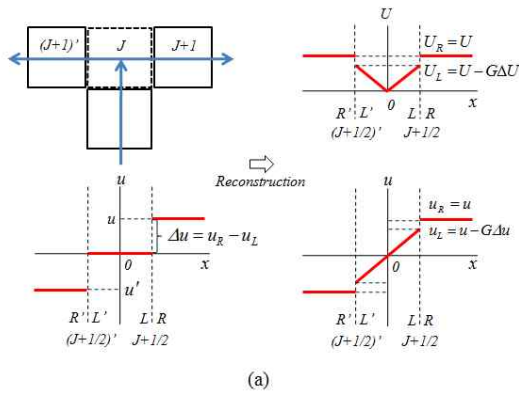 (J+1)' J J+1
U
U_R = U
U_L = U − GΔU
0 x
R' L' L R
(J+1/2)' J+1/2
Reconstruction
u
u
Δu = u_R − u_L
0 x
u'
R' L' L R
(J+1/2)' J+1/2
u
u_R = u
u_L = u − GΔu
0 x
R' L' L R
(J+1/2)' J+1/2
(a)